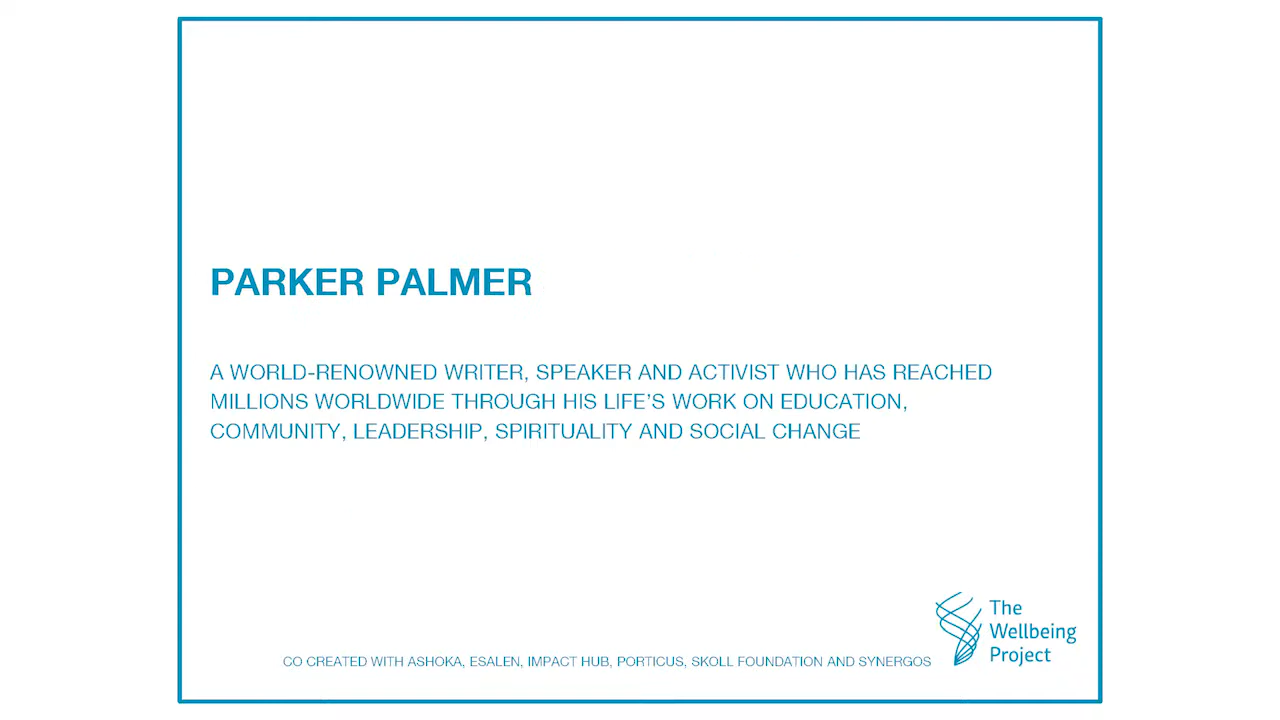 PARKER PALMER
A WORLD-RENOWNED WRITER, SPEAKER AND ACTIVIST WHO HAS REACHED
MILLIONS WORLDWIDE THROUGH HIS LIFE’S WORK ON EDUCATION,
COMMUNITY, LEADERSHIP, SPIRITUALITY AND SOCIAL CHANGE
CO CREATED WITH ASHOKA, ESALEN, IMPACT HUB, PORTICUS, SKOLL FOUNDATION AND SYNERGOS
The
Wellbeing
Project